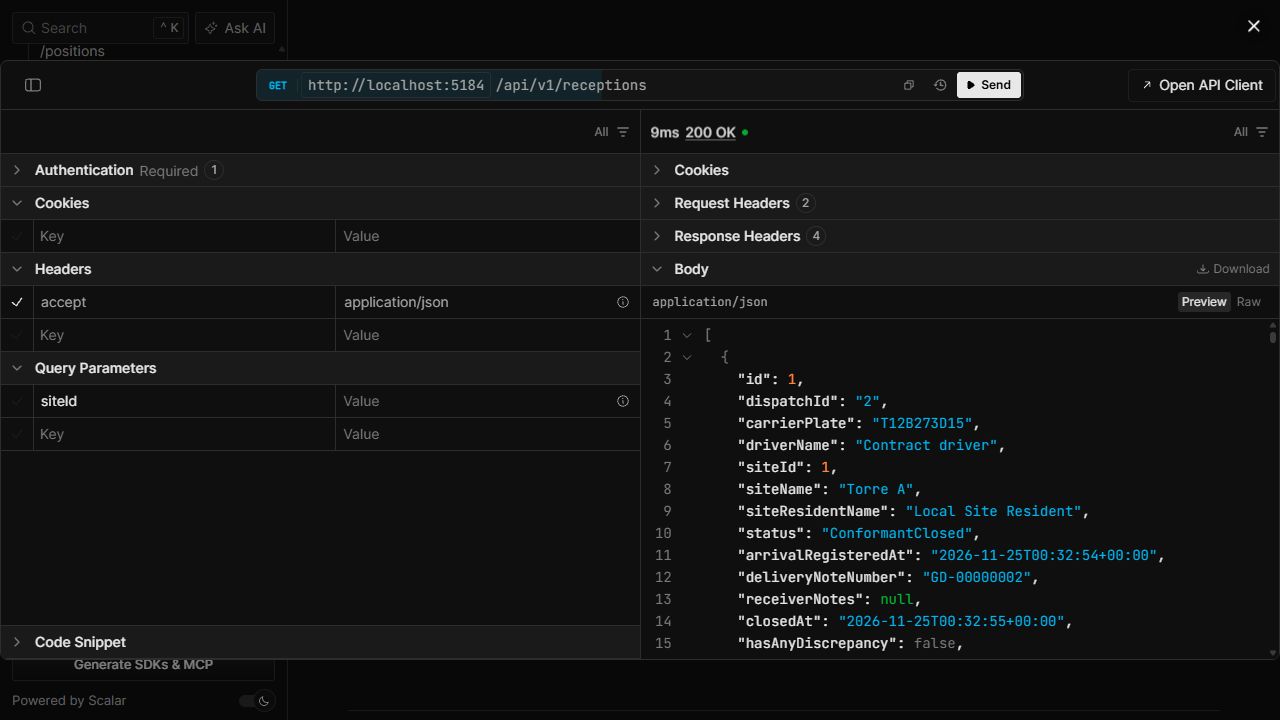 Search
⌃ K
Ask AI
/positions
GET http://localhost:5184 /api/v1/receptions
Send
Open API Client
All
9ms 200 OK
All
Authentication Required 1
Cookies
Key Value
Headers
accept application/json
Key Value
Query Parameters
siteId Value
Key Value
Code Snippet
Cookies
Request Headers 2
Response Headers 4
Body
Download
application/json
Preview Raw
1 [
2 {
3 "id": 1,
4 "dispatchId": "2",
5 "carrierPlate": "T12B273D15",
6 "driverName": "Contract driver",
7 "siteId": 1,
8 "siteName": "Torre A",
9 "siteResidentName": "Local Site Resident",
10 "status": "ConformantClosed",
11 "arrivalRegisteredAt": "2026-11-25T00:32:54+00:00",
12 "deliveryNoteNumber": "GD-00000002",
13 "receiverNotes": null,
14 "closedAt": "2026-11-25T00:32:55+00:00",
15 "hasAnyDiscrepancy": false,
Generate SDKs & MCP
Powered by Scalar